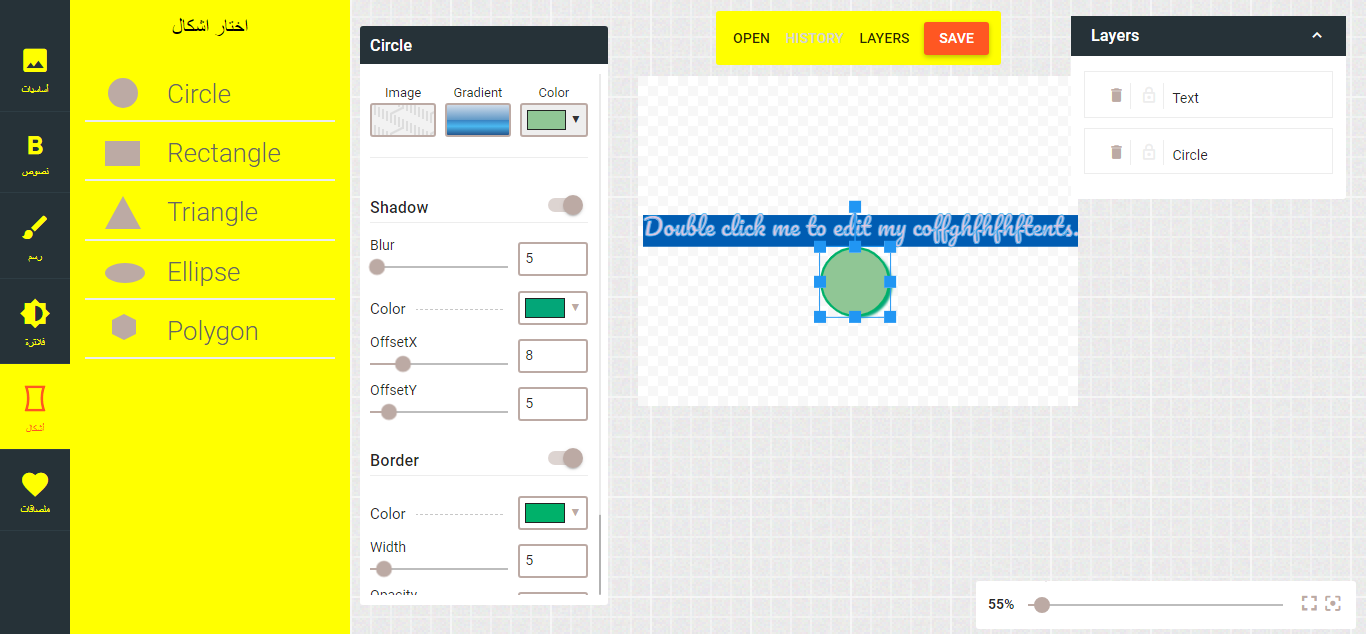 أساسيات
نصوص
رسم
فلاترة
أشكال
ملصاقات
اختار اشكال
Circle
Rectangle
Triangle
Ellipse
Polygon
Circle
Image
Gradient
Color
Shadow
Blur
5
Color
OffsetX
8
OffsetY
5
Border
Color
Width
5
Opacity
OPEN
HISTORY
LAYERS
SAVE
Double click me to edit my coffghfhfhftents.
Layers
Text
Circle
55%